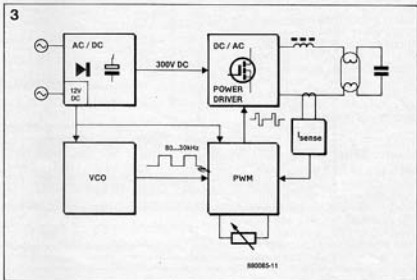 3
AC / DC
12V
DC
300V DC
DC / AC
POWER
DRIVER
Isense
80...30kHz
VCO
PWM
880085-11